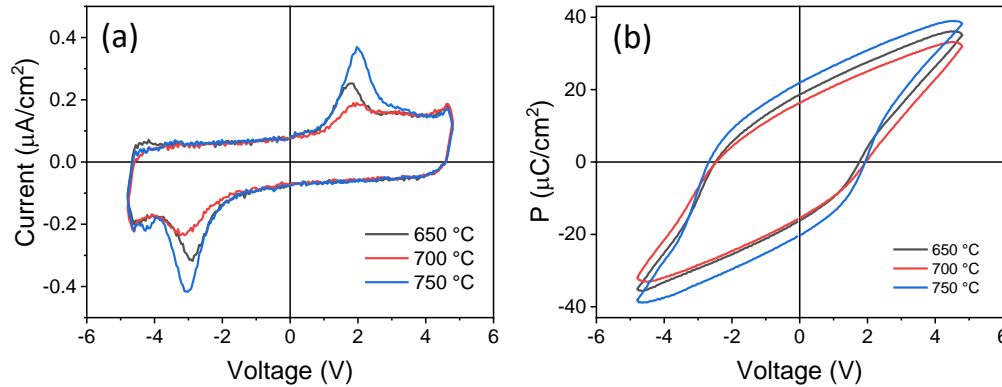 (a)
Current (μA/cm²)
0.4
0.2
0.0
-0.2
-0.4
650 °C
700 °C
750 °C
-6 -4 -2 0 2 4 6
Voltage (V)
(b)
P (μC/cm²)
40
20
0
-20
-40
650 °C
700 °C
750 °C
-6 -4 -2 0 2 4 6
Voltage (V)